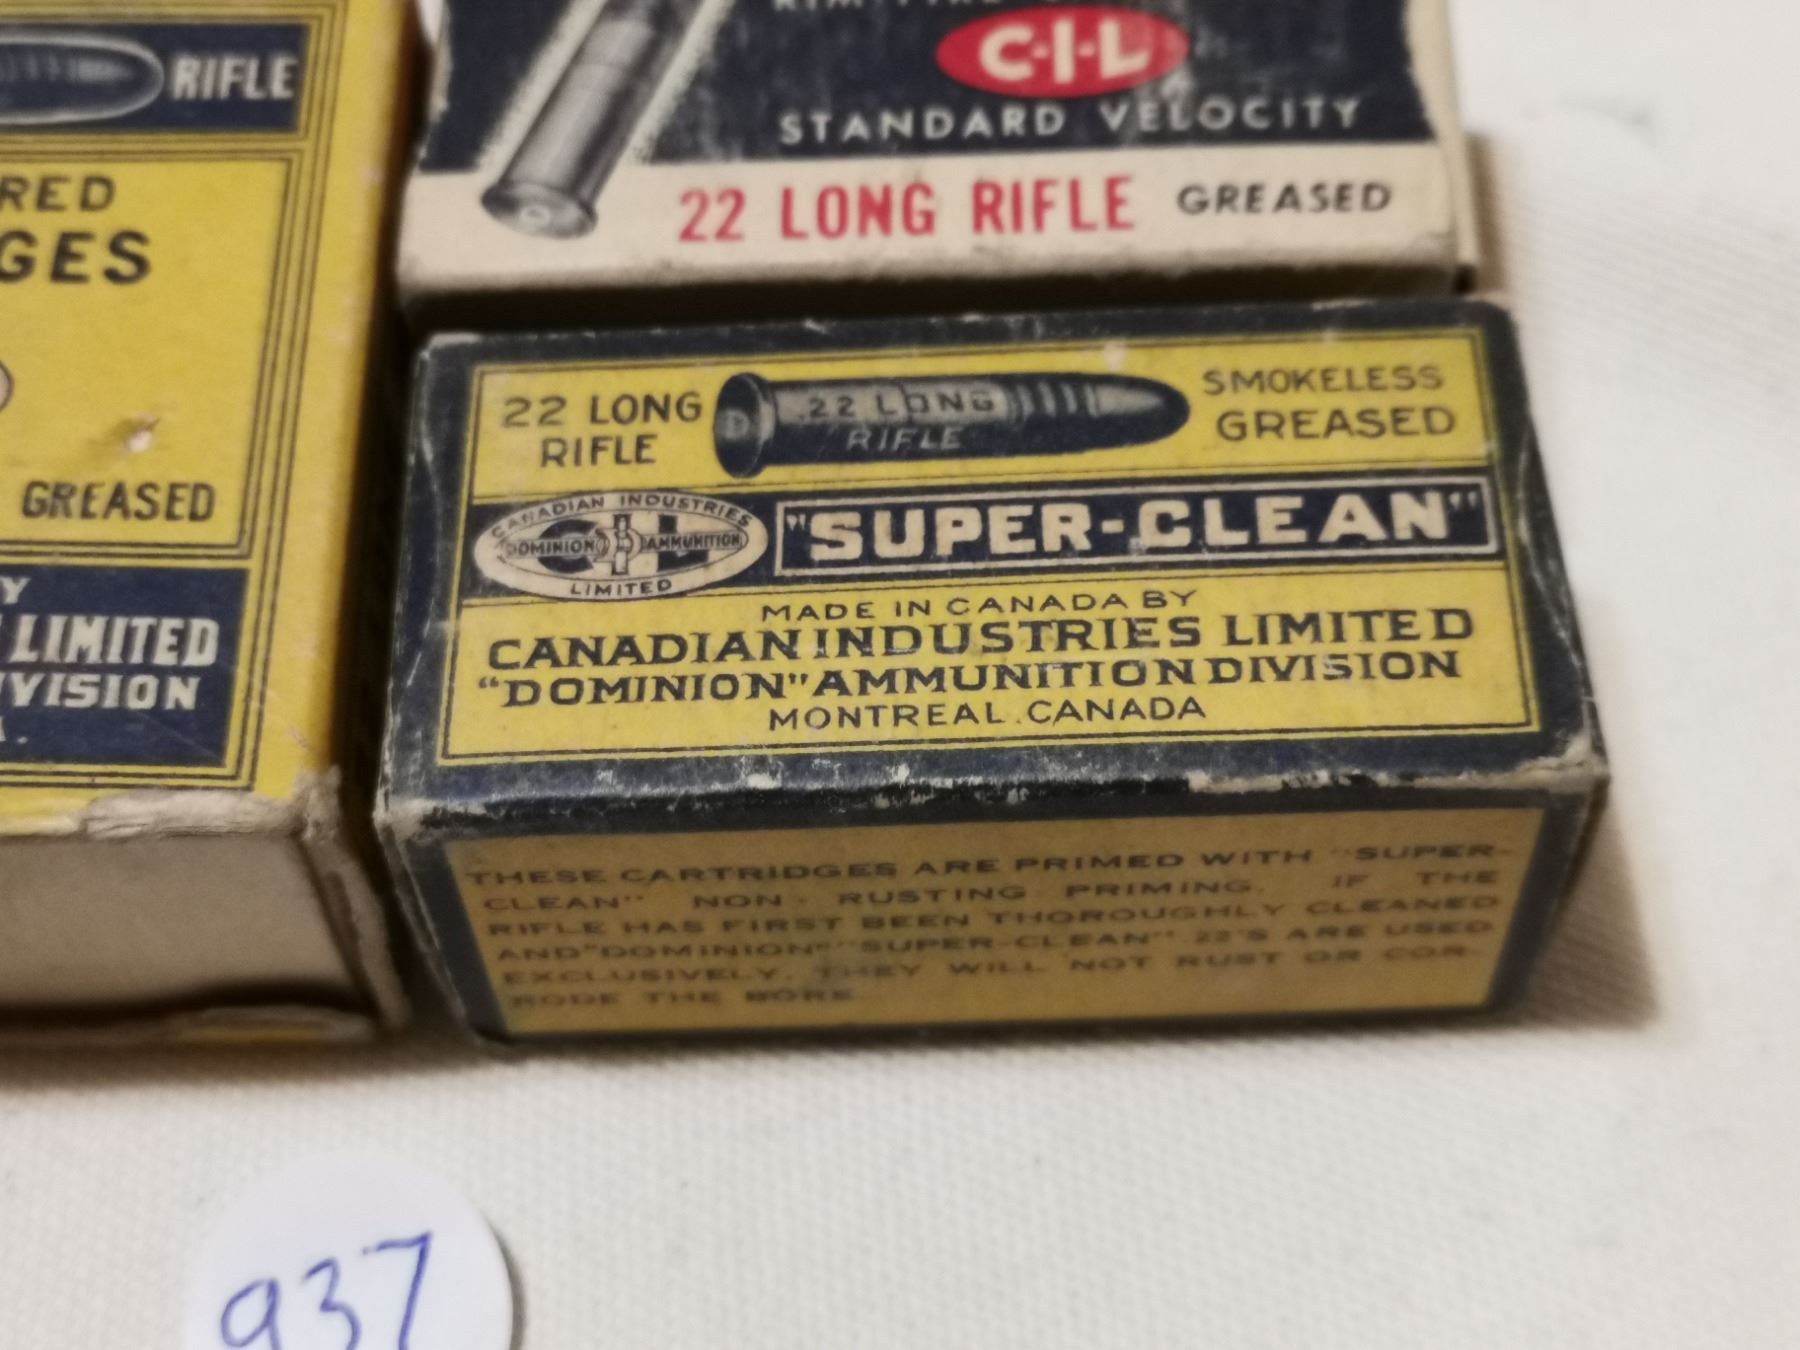 RIFLE
RED
GES
GREASED
Y
LIMITED
IVISION
C-I-L
STANDARD VELOCITY
22 LONG RIFLE GREASED
22 LONG
RIFLE
.22 LONG
RIFLE
SMOKELESS
GREASED
CANADIAN INDUSTRIES
DOMINION AMMUNITION
LIMITED
"SUPER-CLEAN"
MADE IN CANADA BY
CANADIAN INDUSTRIES LIMITED
"DOMINION" AMMUNITION DIVISION
MONTREAL. CANADA
THESE CARTRIDGES ARE PRIMED WITH "SUPER-
CLEAN" NON-RUSTING PRIMING. IF THE
RIFLE HAS FIRST BEEN THOROUGHLY CLEANED
AND "DOMINION" "SUPER-CLEAN" .22'S ARE USED
EXCLUSIVELY, THEY WILL NOT RUST OR COR-
RODE THE BORE
937